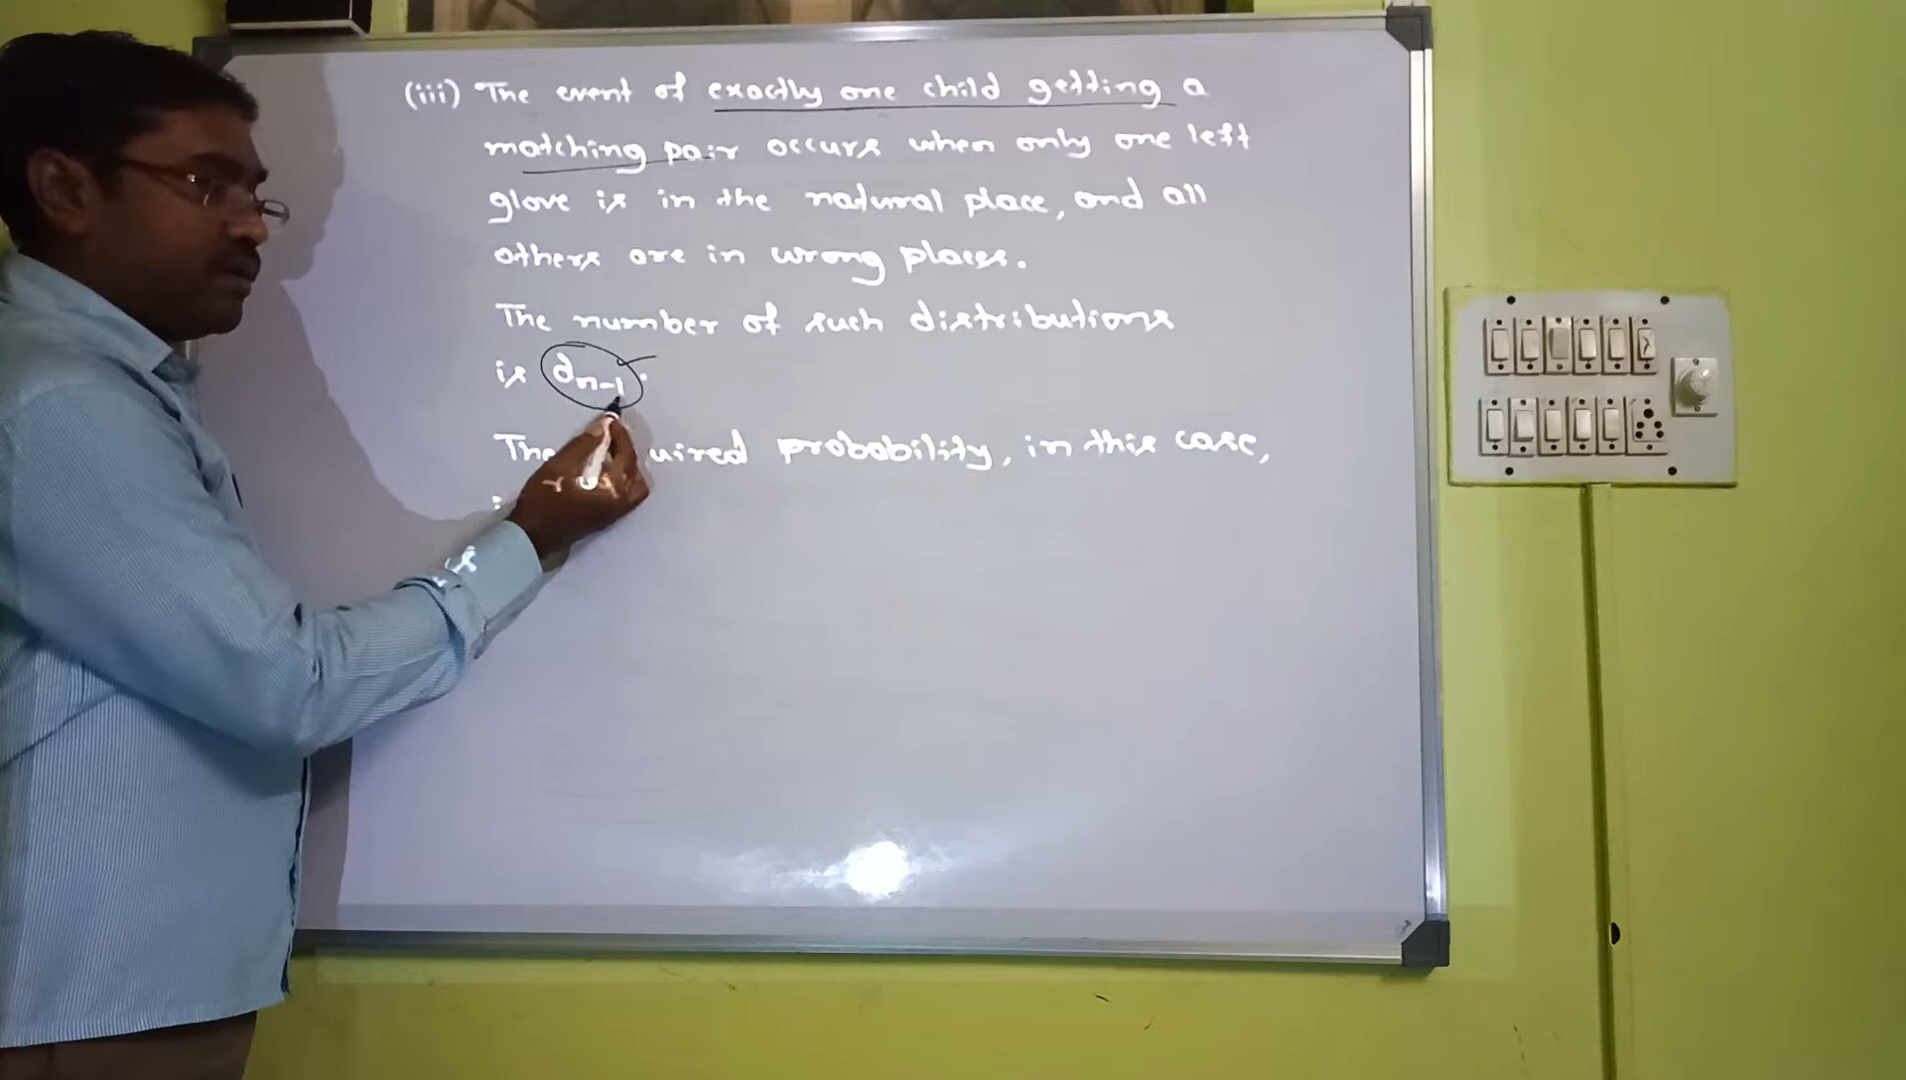 (iii) The event of exactly one child getting a
matching pair occurs when only one left
glove is in the natural place, and all
others are in wrong places.
The number of such distributions
is dn-1.
The probability, in this case,